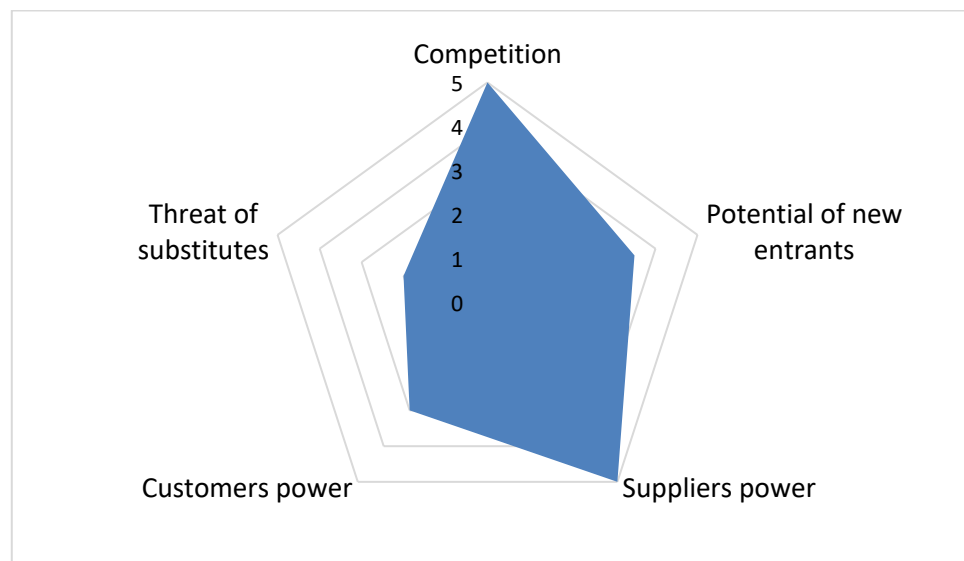 Competition
5
4
3
2
1
0
Threat of
substitutes
Potential of new
entrants
Customers power
Suppliers power